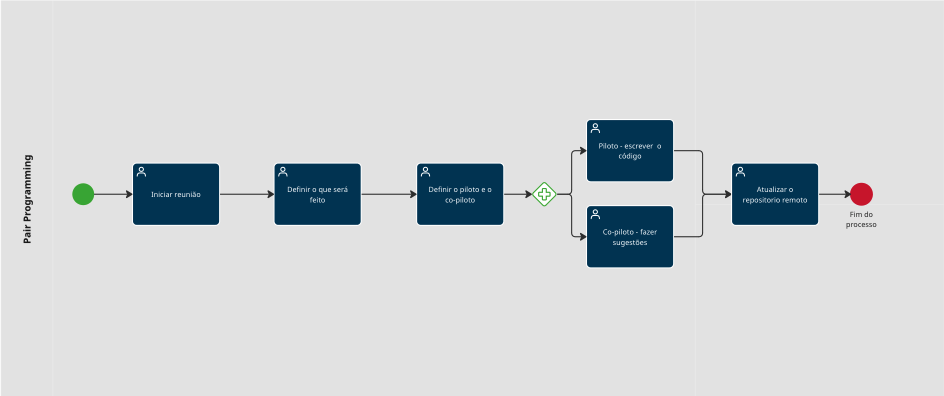 Pair Programming
Iniciar reunião
Definir o que será
feito
Definir o piloto e o
co-piloto
Piloto - escrever o
código
Co-piloto - fazer
sugestões
Atualizar o
repositorio remoto
Fim do
processo